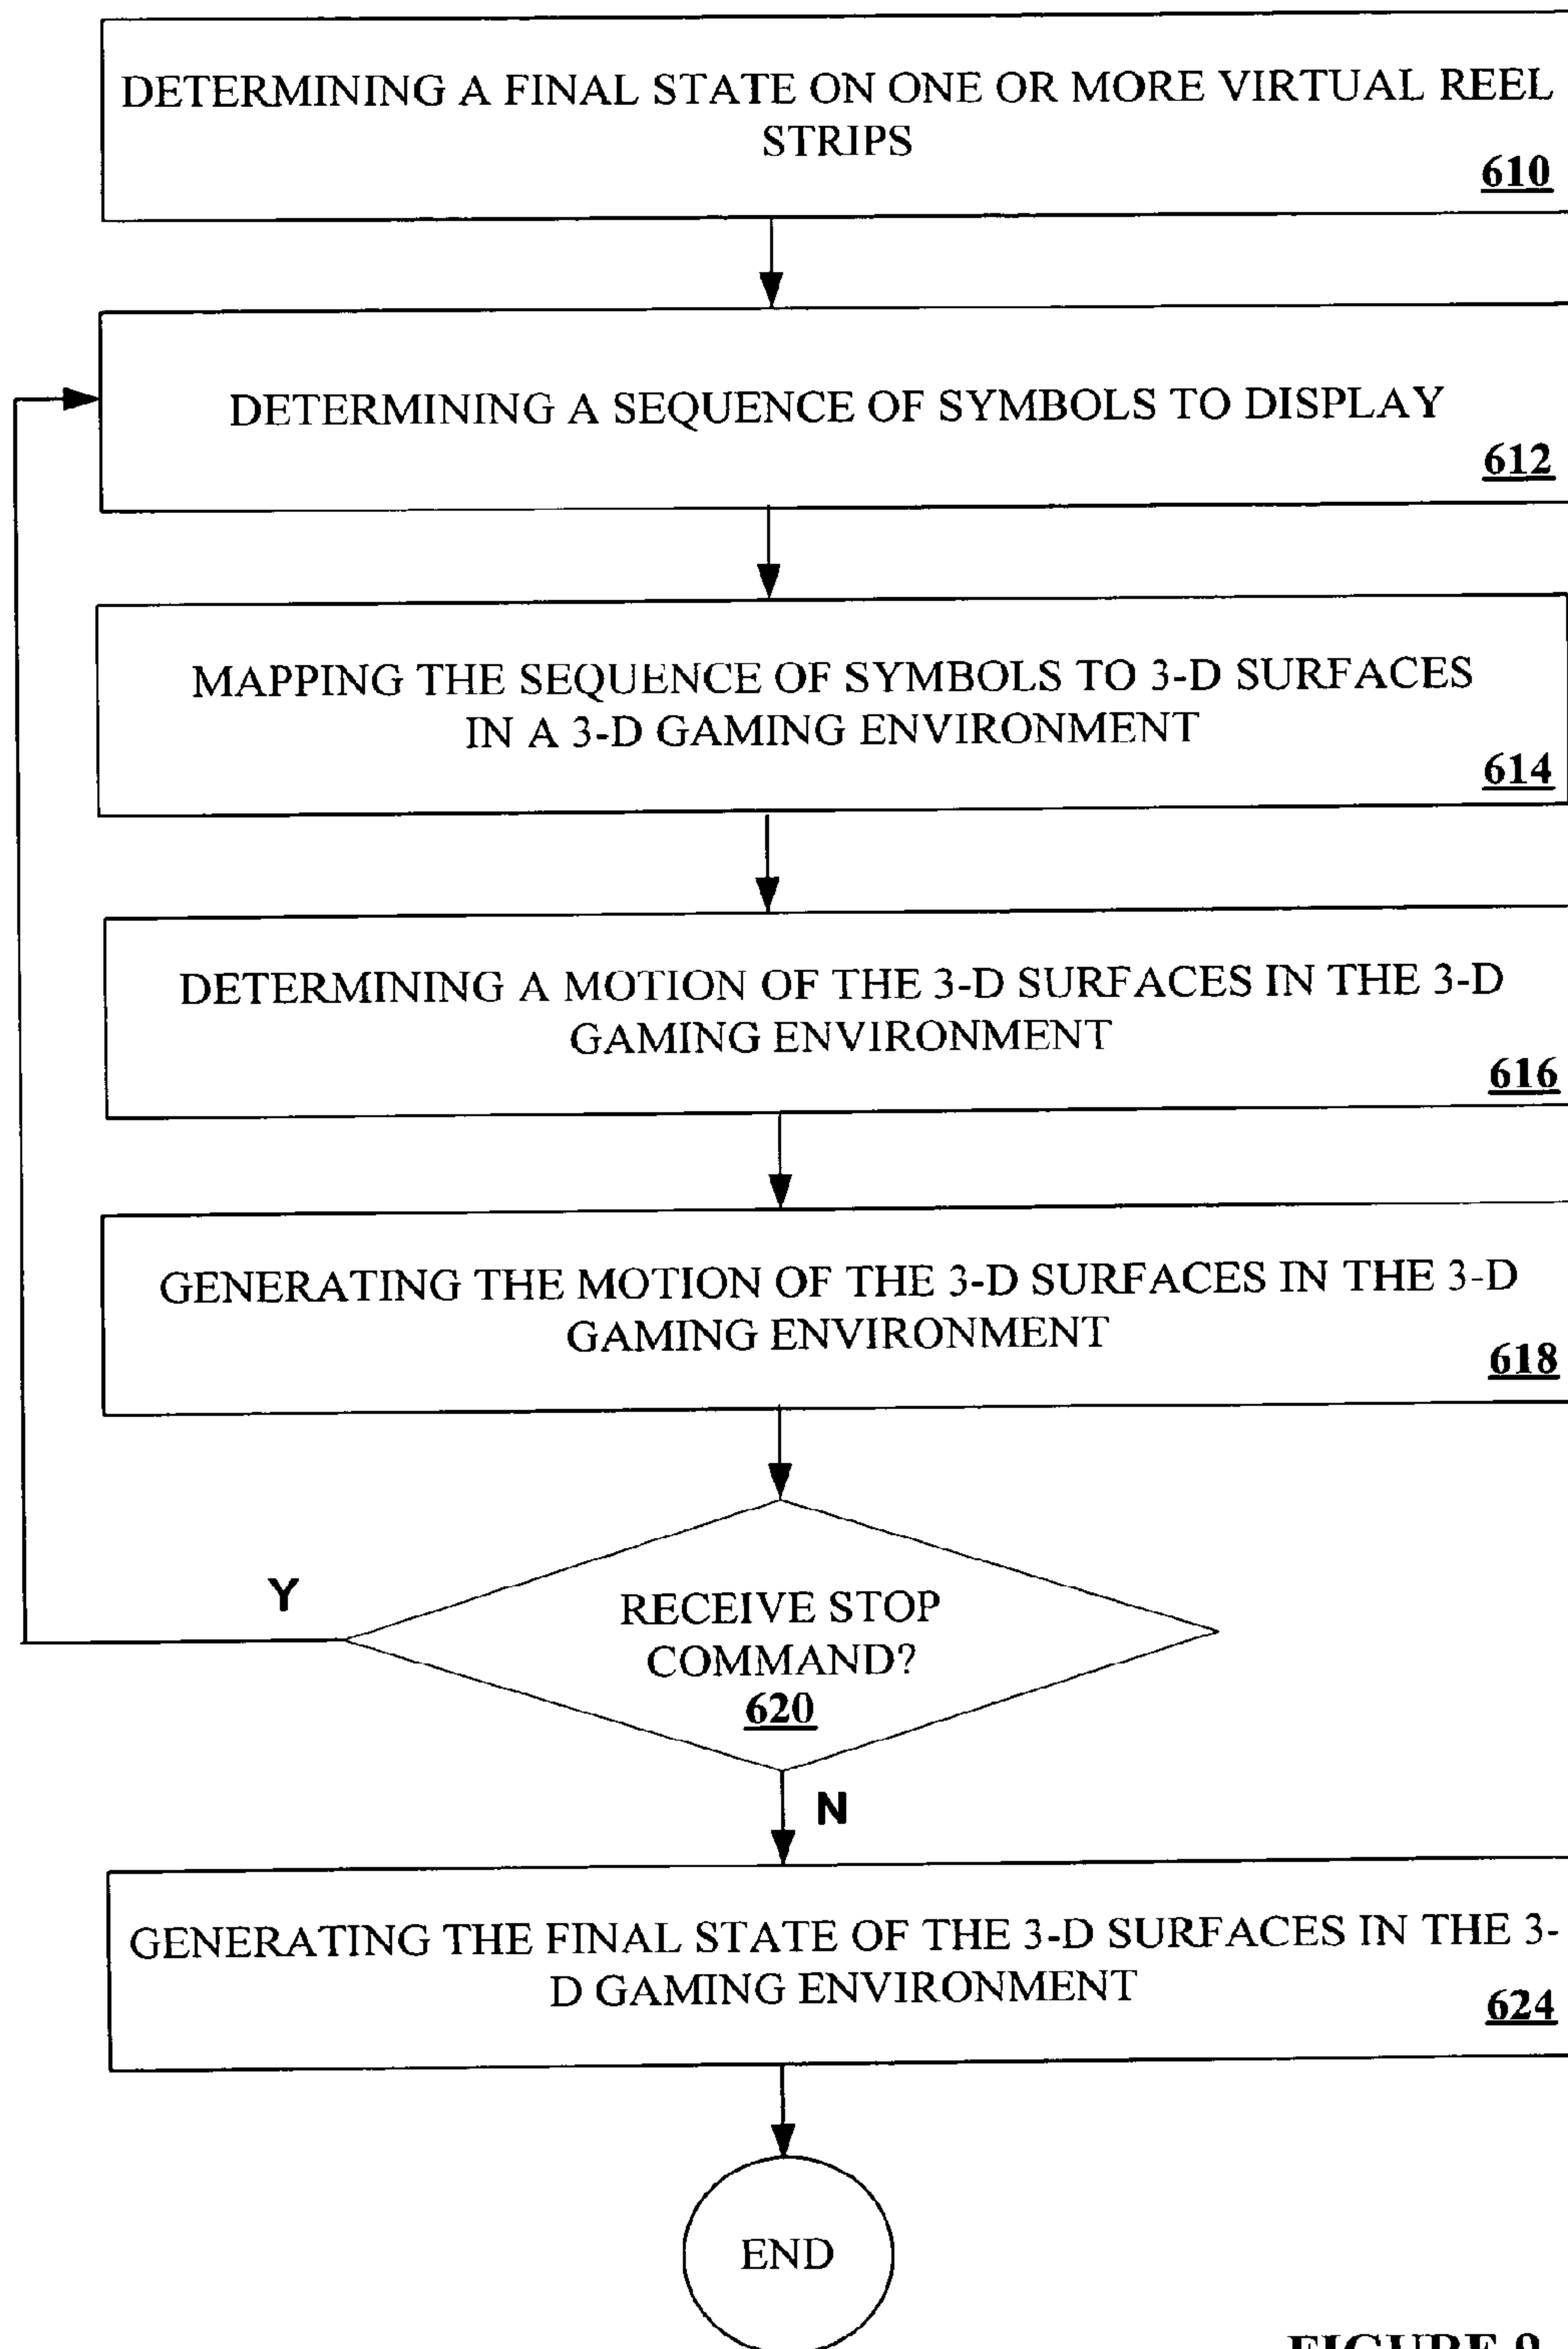 DETERMINING A FINAL STATE ON ONE OR MORE VIRTUAL REEL
STRIPS
610
DETERMINING A SEQUENCE OF SYMBOLS TO DISPLAY
612
MAPPING THE SEQUENCE OF SYMBOLS TO 3-D SURFACES
IN A 3-D GAMING ENVIRONMENT
614
DETERMINING A MOTION OF THE 3-D SURFACES IN THE 3-D
GAMING ENVIRONMENT
616
GENERATING THE MOTION OF THE 3-D SURFACES IN THE 3-D
GAMING ENVIRONMENT
618
Y
RECEIVE STOP
COMMAND?
620
N
GENERATING THE FINAL STATE OF THE 3-D SURFACES IN THE 3-
D GAMING ENVIRONMENT
624
END
FIGURE